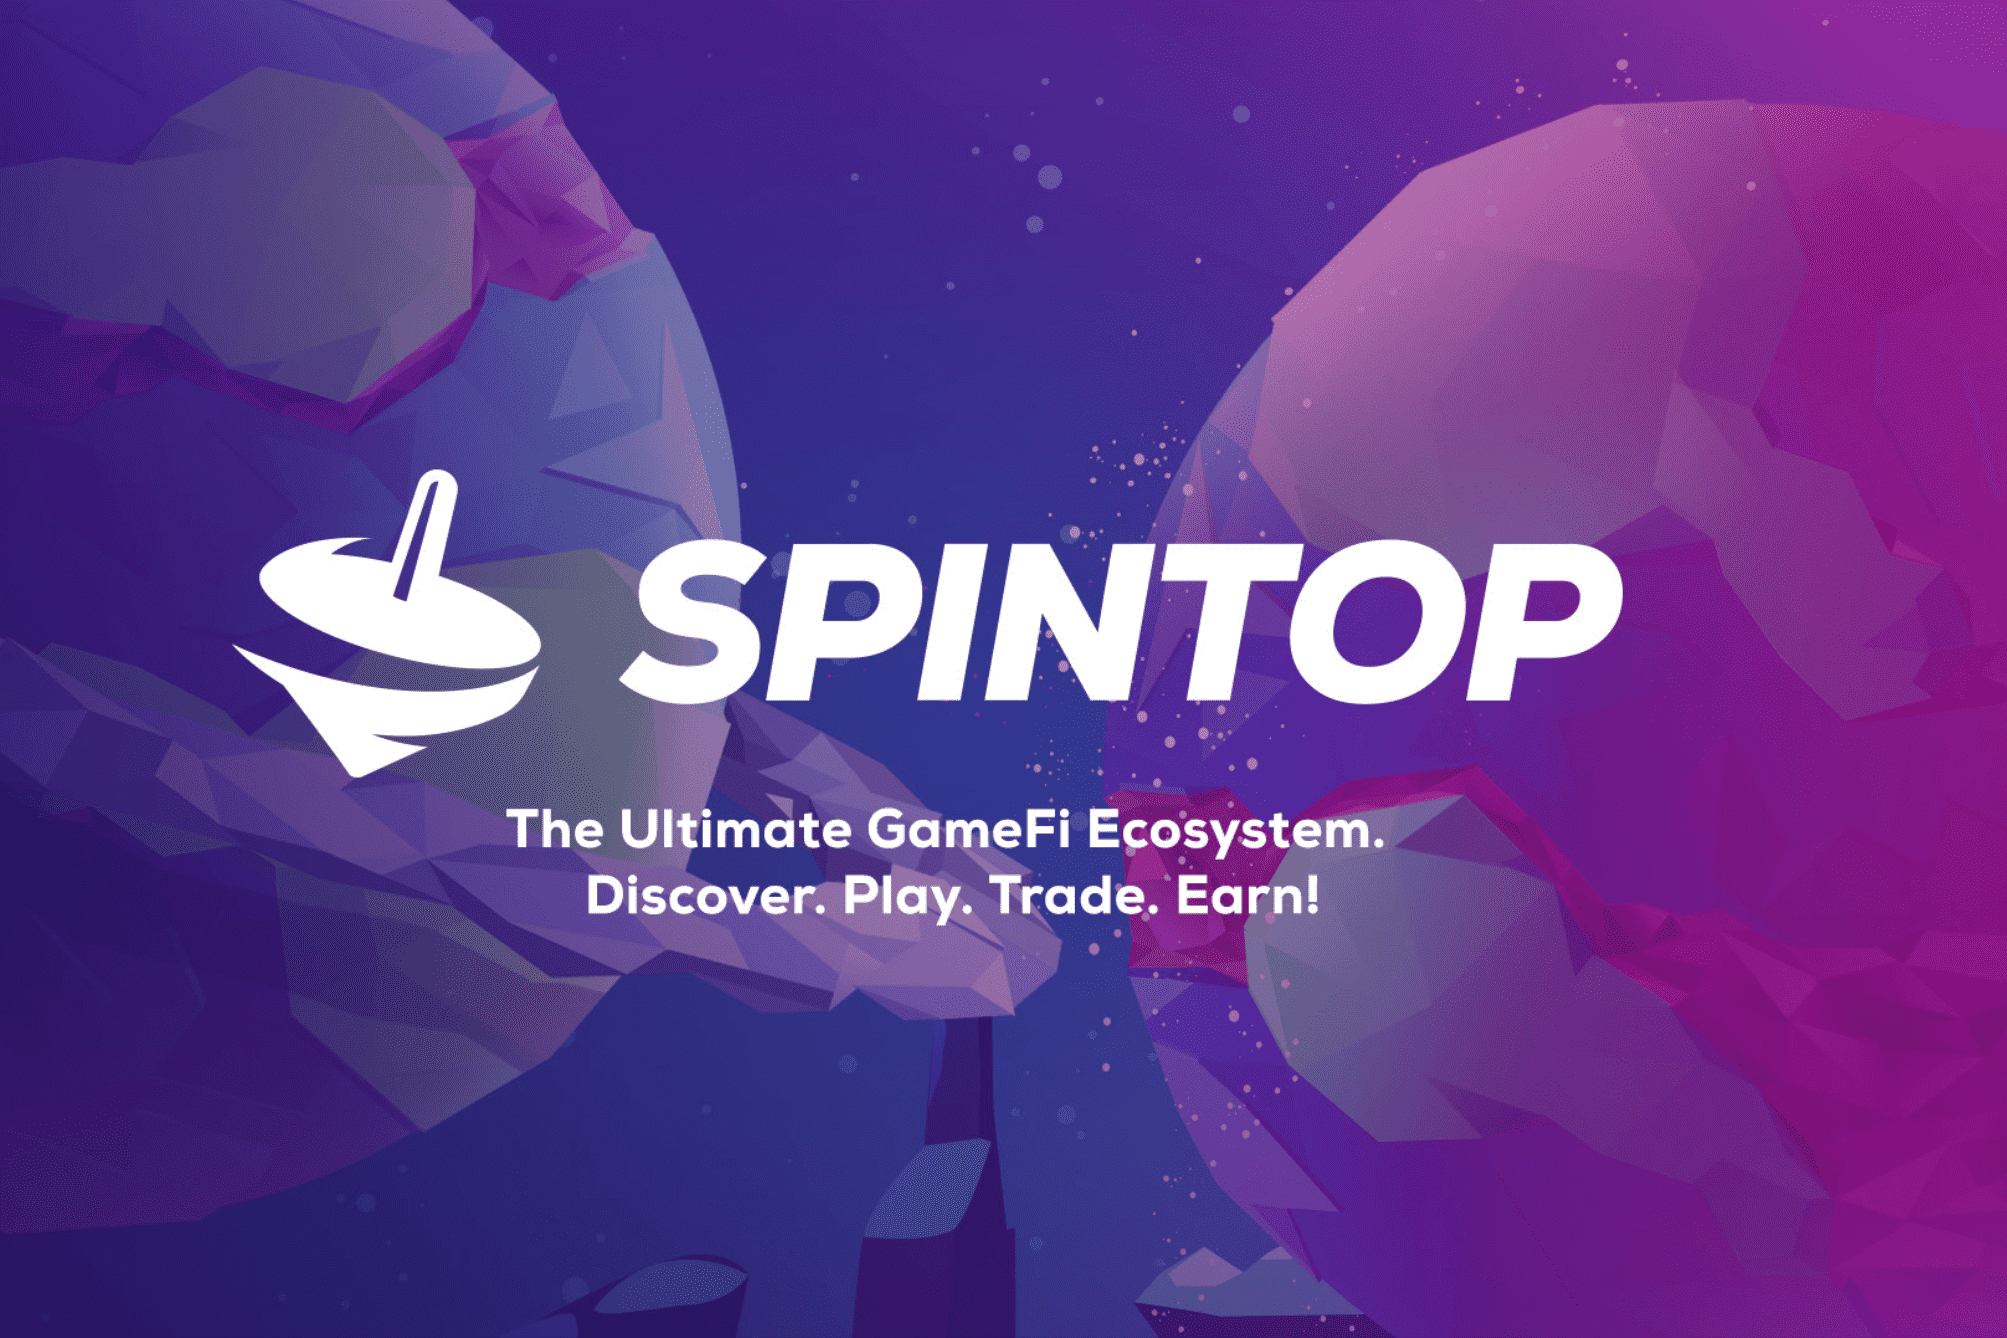 SPINTOP
The Ultimate GameFi Ecosystem.
Discover. Play. Trade. Earn!